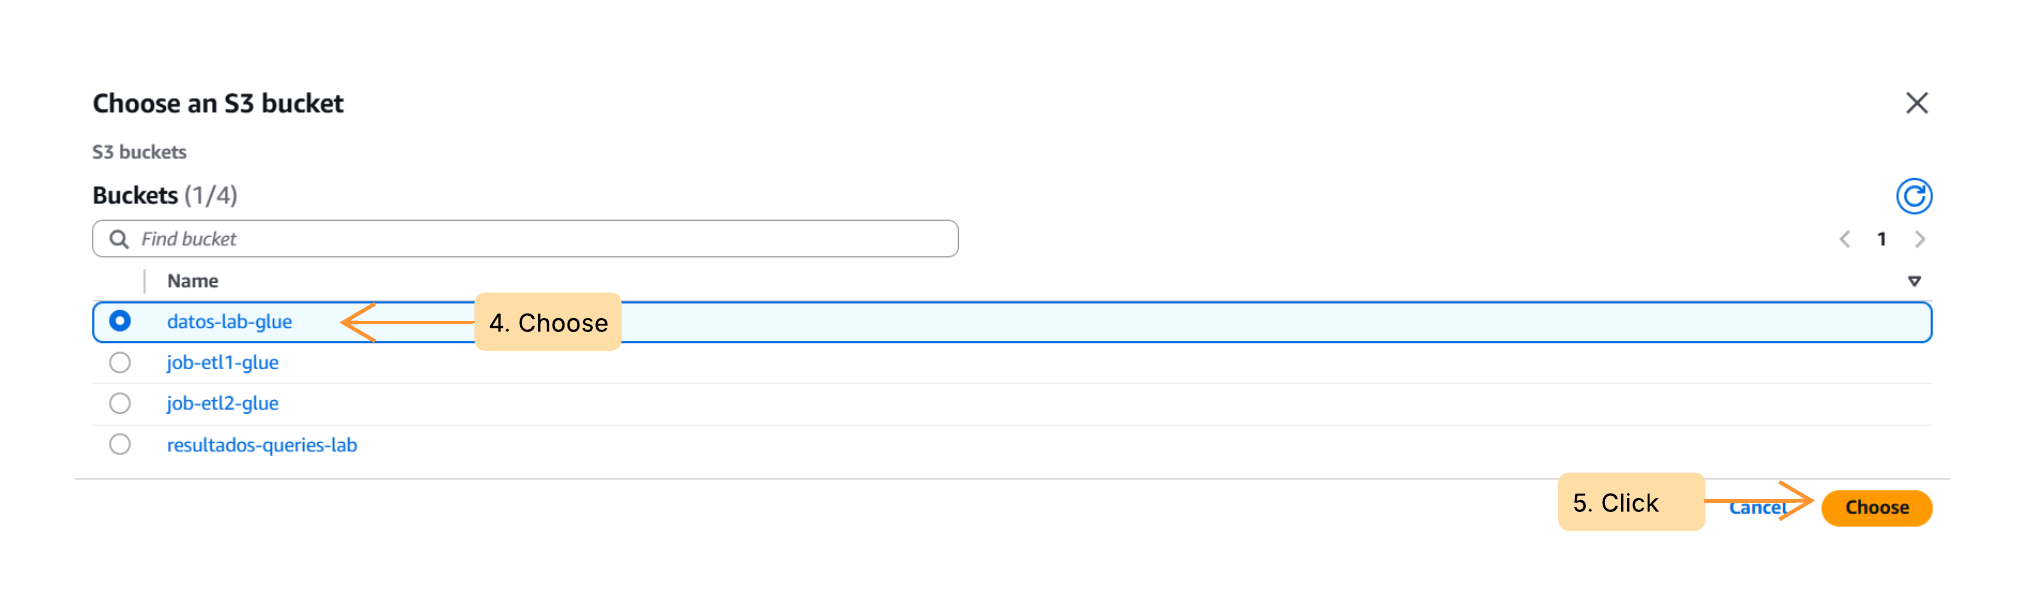 Choose an S3 bucket
S3 buckets
Buckets (1/4)
Find bucket
1
Name
datos-lab-glue
4. Choose
job-etl1-glue
job-etl2-glue
resultados-queries-lab
5. Click
Cancel
Choose